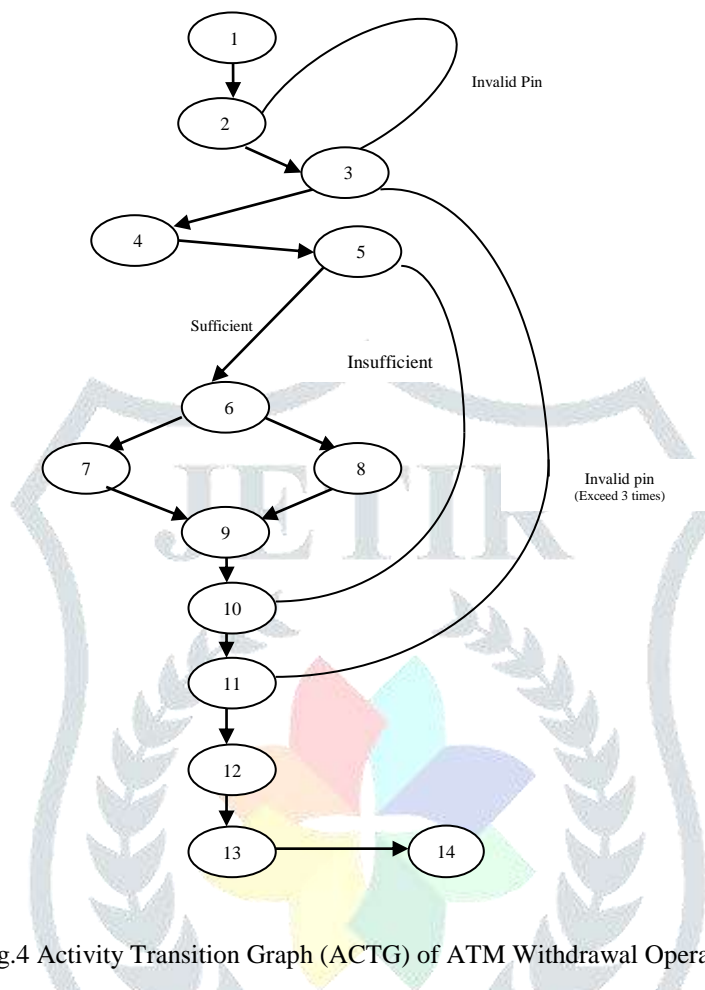 1
Invalid Pin
2
3
4
5
Sufficient
Insufficient
6
7
8
Invalid pin
(Exceed 3 times)
JETIR
9
10
11
12
13
14
g.4 Activity Transition Graph (ACTG) of ATM Withdrawal Opera